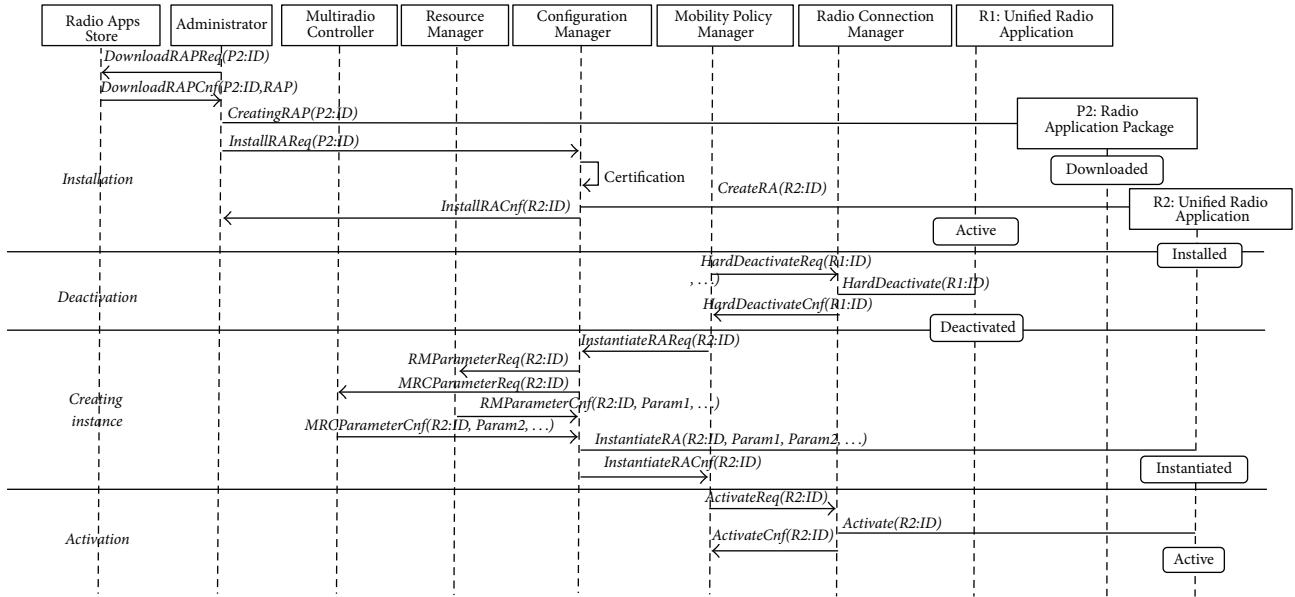 Radio Apps
Store
Administrator
Multiradio
Controller
Resource
Manager
Configuration
Manager
Mobility Policy
Manager
Radio Connection
Manager
R1: Unified Radio
Application
DownloadRAPReq(P2:ID)
DownloadRAPCnf(P2:ID,RAP)
CreatingRAP(P2:ID)
P2: Radio
Application Package
InstallRAReq(P2:ID)
Downloaded
Installation
Certification
CreateRA(R2:ID)
InstallRACnf(R2:ID)
R2: Unified Radio
Application
Active
Installed
HardDeactivateReq(R1:ID)
, …)
HardDeactivate(R1:ID)
Deactivation
HardDeactivateCnf(R1:ID)
Deactivated
InstantiateRAReq(R2:ID)
RMParameterReq(R2:ID)
MRCParameterReq(R2:ID)
Creating
instance
RMParameterCnf(R2:ID, Param1, …)
MRCParameterCnf(R2:ID, Param2, …)
InstantiateRA(R2:ID, Param1, Param2, …)
InstantiateRACnf(R2:ID)
Instantiated
ActivateReq(R2:ID)
Activate(R2:ID)
Activation
ActivateCnf(R2:ID)
Active